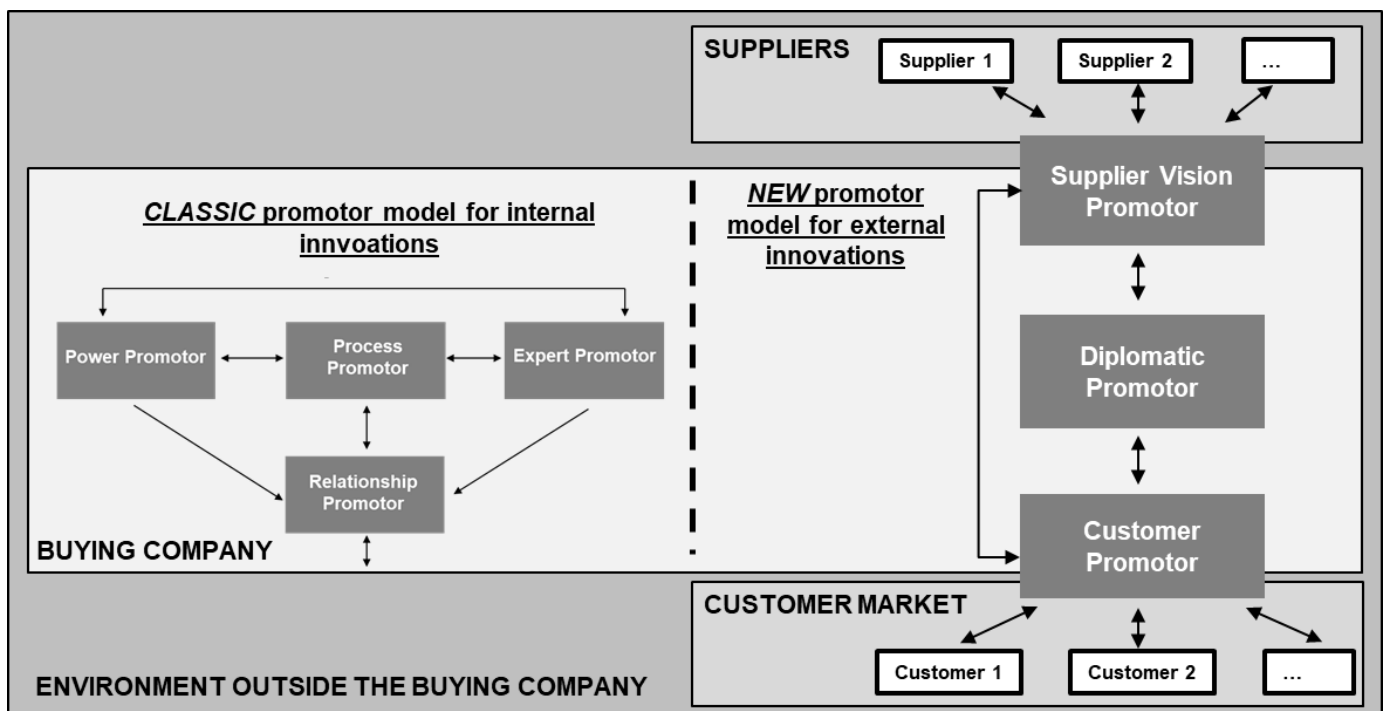 SUPPLIERS
Supplier 1
Supplier 2
...
Supplier Vision
Promotor
CLASSIC promotor model for internal
innvoations
NEW promotor
model for external
innovations
Power Promotor
Process
Promotor
Expert Promotor
Relationship
Promotor
Diplomatic
Promotor
Customer
Promotor
BUYING COMPANY
CUSTOMER MARKET
Customer 1
Customer 2
...
ENVIRONMENT OUTSIDE THE BUYING COMPANY